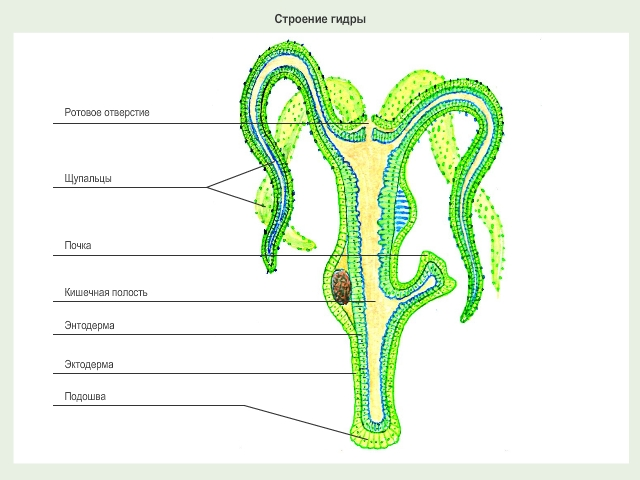 Строение гидры
Ротовое отверстие
Щупальцы
Почка
Кишечная полость
Энтодерма
Эктодерма
Подошва